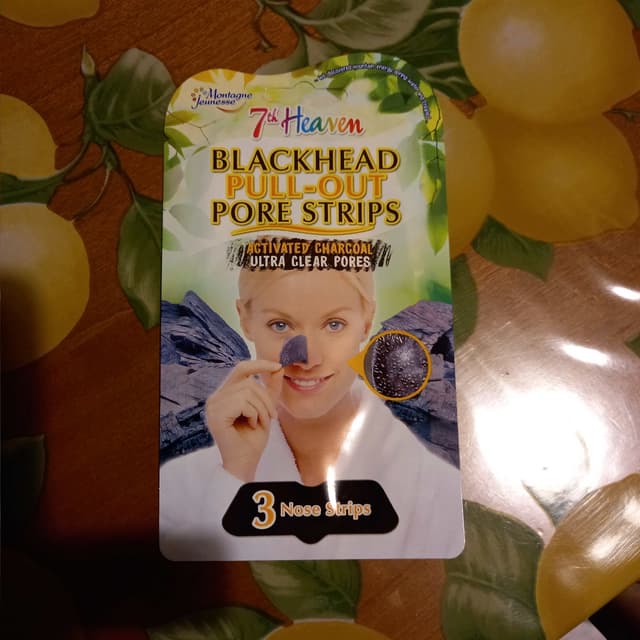 Montagne
Jeunesse
7th Heaven
BLACKHEAD
PULL-OUT
PORE STRIPS
ACTIVATED CHARCOAL
ULTRA CLEAR PORES
3 Nose Strips